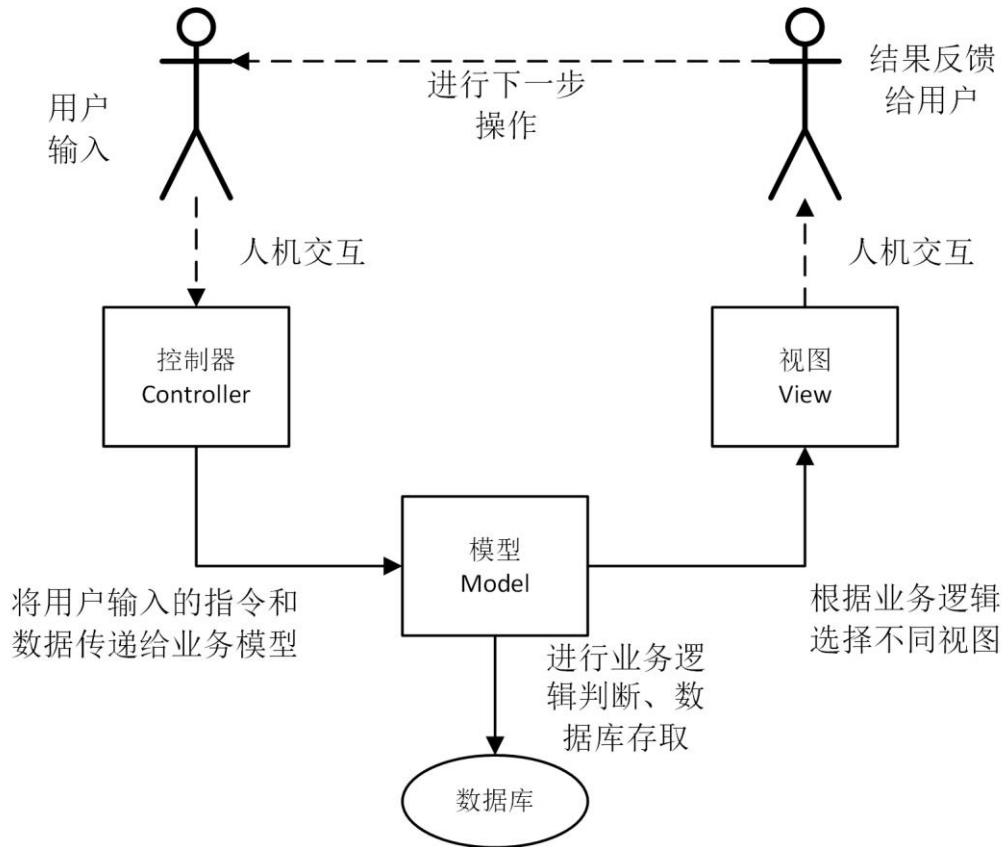 用户
输入
进行下一步
操作
结果反馈
给用户
人机交互
人机交互
控制器
Controller
视图
View
模型
Model
将用户输入的指令和
数据传递给业务模型
根据业务逻辑
选择不同视图
进行业务逻
辑判断、数
据库存取
数据库